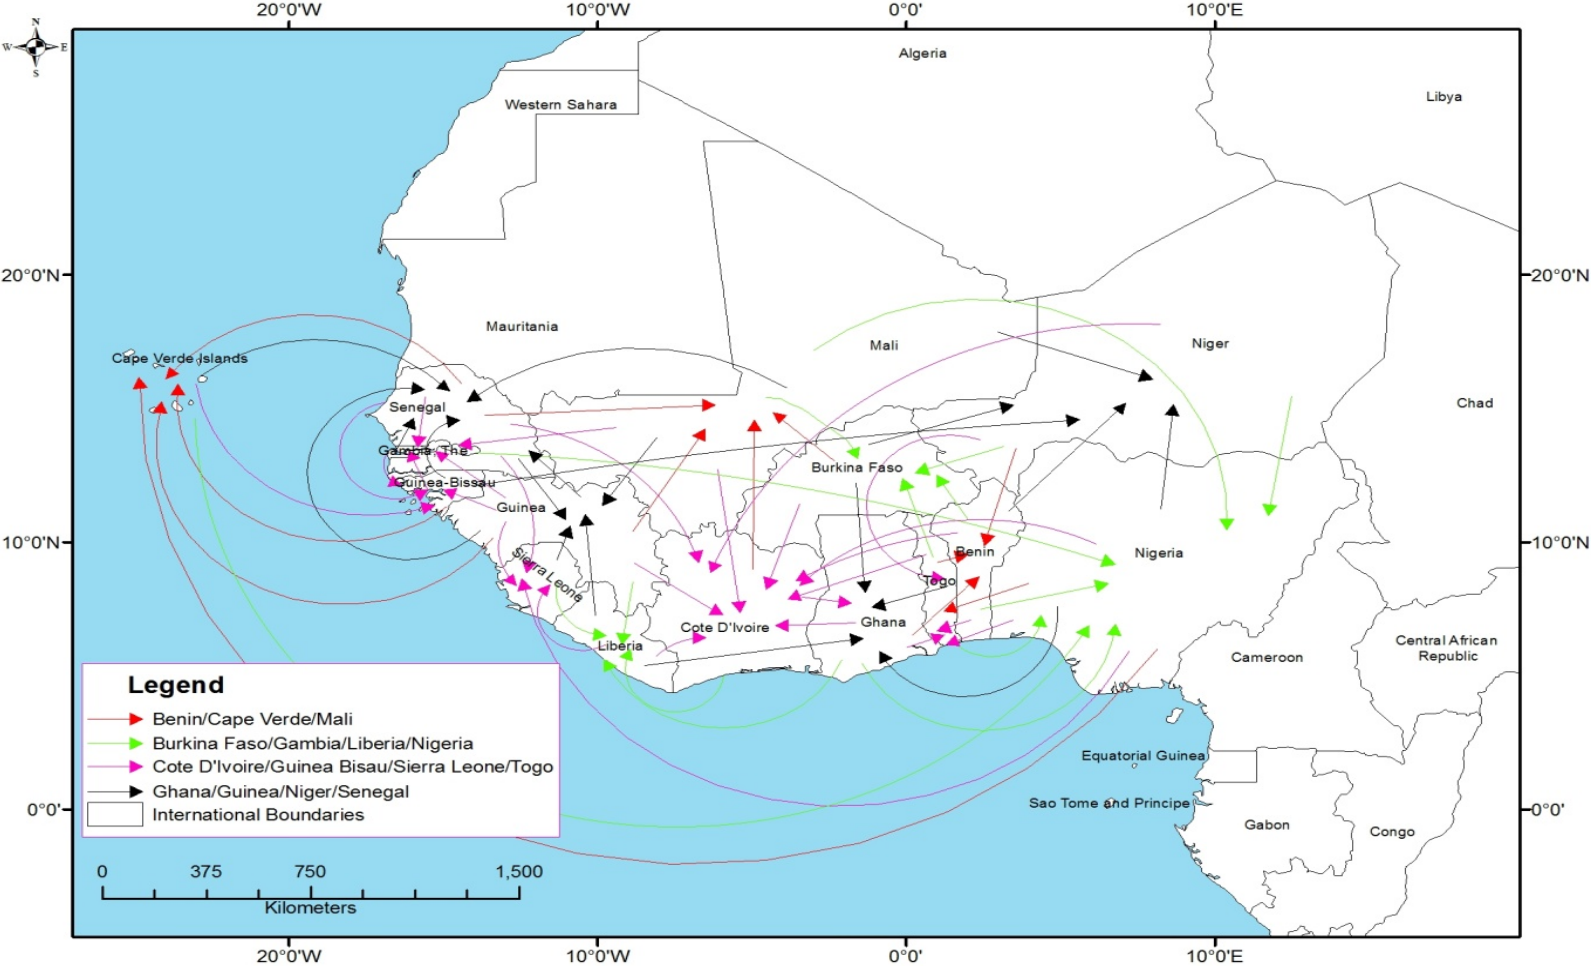 20°0'W 10°0'W 0°0' 10°0'E
N
W E
S
Algeria
Libya
Western Sahara
20°0'N 20°0'N
Mauritania
Mali
Niger
Cape Verde Islands
Senegal
Chad
Gambia, The
Burkina Faso
Guinea-Bissau
Guinea
10°0'N 10°0'N
Benin
Nigeria
Sierra Leone
Togo
Ghana
Cote D'Ivoire
Liberia
Central African
Republic
Cameroon
Legend
Benin/Cape Verde/Mali
Burkina Faso/Gambia/Liberia/Nigeria
Cote D'Ivoire/Guinea Bisau/Sierra Leone/Togo
Ghana/Guinea/Niger/Senegal
International Boundaries
Equatorial Guinea
Sao Tome and Principe
0°0' 0°0'
Gabon
Congo
0 375 750 1,500
Kilometers
20°0'W 10°0'W 0°0' 10°0'E